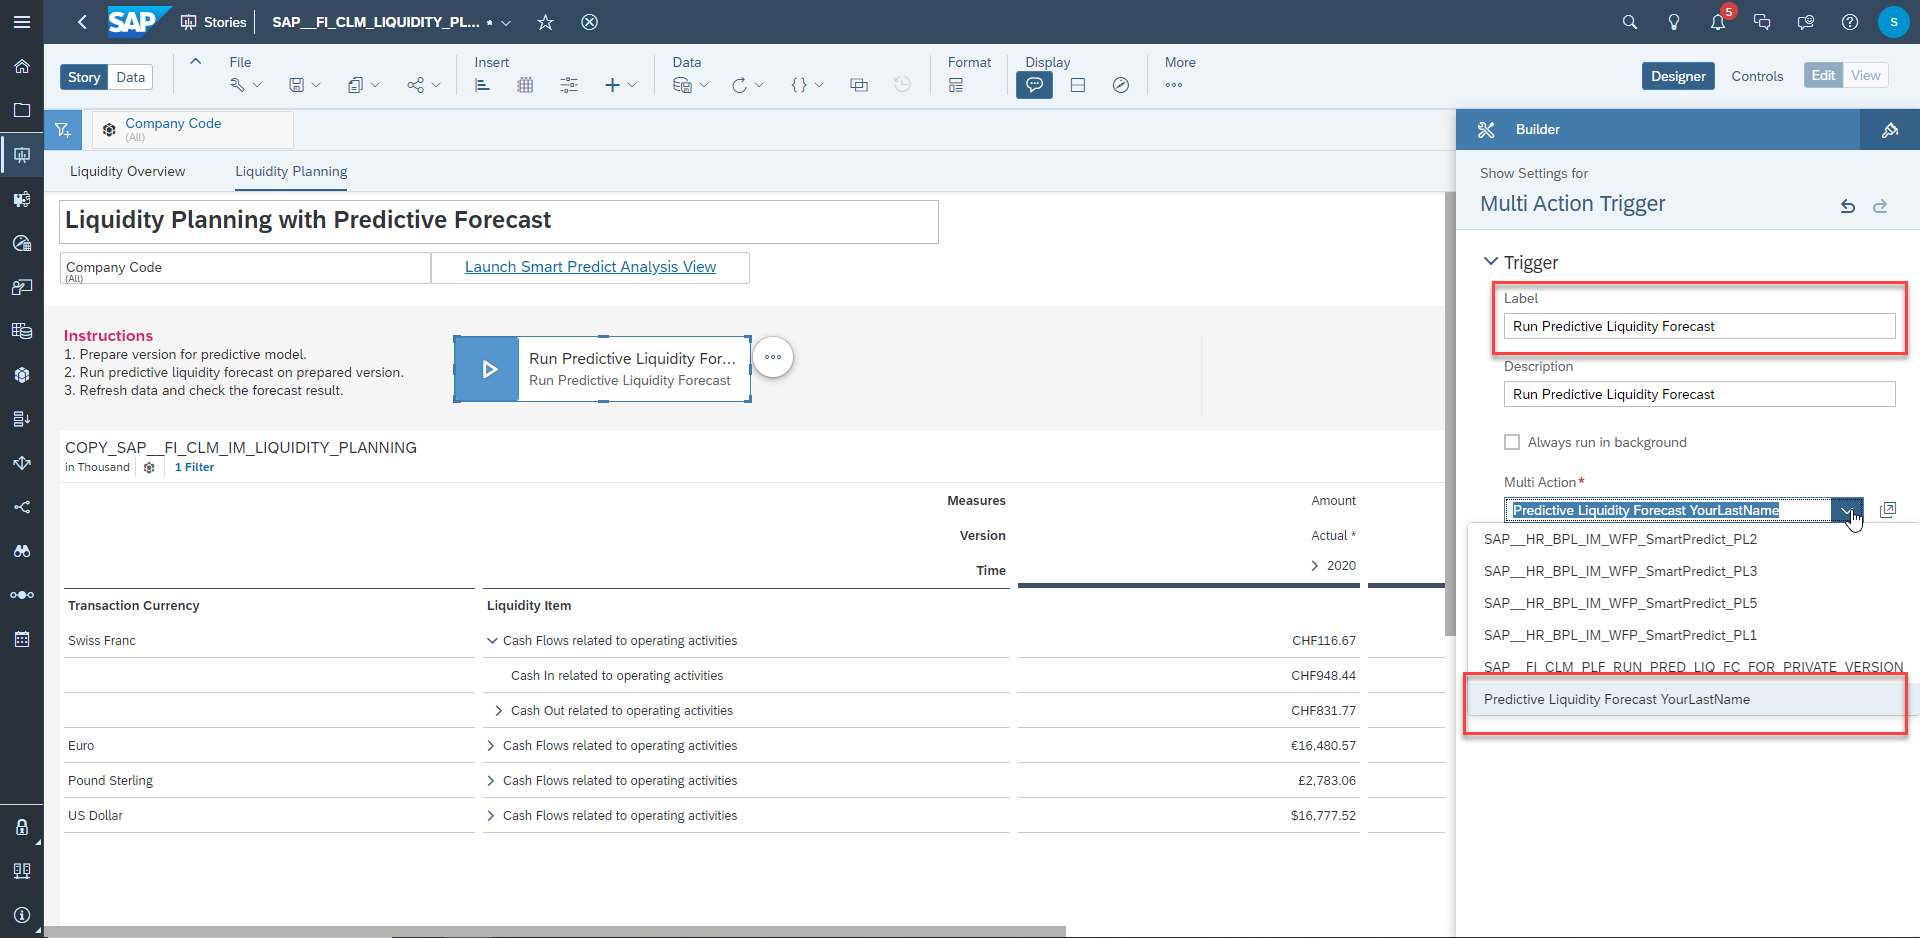 SAP Stories SAP__FI_CLM_LIQUIDITY_PL... * 5 S
Story Data File Insert Data Format Display More Designer Controls Edit View
Company Code
(All)
Liquidity Overview Liquidity Planning
Liquidity Planning with Predictive Forecast
Company Code
(All)
Launch Smart Predict Analysis View
Instructions
1. Prepare version for predictive model.
2. Run predictive liquidity forecast on prepared version.
3. Refresh data and check the forecast result.
Run Predictive Liquidity For...
Run Predictive Liquidity Forecast
COPY_SAP__FI_CLM_IM_LIQUIDITY_PLANNING
in Thousand 1 Filter
Measures Amount
Version Actual *
Time 2020
Transaction Currency Liquidity Item
Swiss Franc Cash Flows related to operating activities CHF116.67
Cash In related to operating activities CHF948.44
Cash Out related to operating activities CHF831.77
Euro Cash Flows related to operating activities €16,480.57
Pound Sterling Cash Flows related to operating activities £2,783.06
US Dollar Cash Flows related to operating activities $16,777.52
Builder
Show Settings for
Multi Action Trigger
Trigger
Label
Run Predictive Liquidity Forecast
Description
Run Predictive Liquidity Forecast
Always run in background
Multi Action*
Predictive Liquidity Forecast YourLastName
SAP__HR_BPL_IM_WFP_SmartPredict_PL2
SAP__HR_BPL_IM_WFP_SmartPredict_PL3
SAP__HR_BPL_IM_WFP_SmartPredict_PL5
SAP__HR_BPL_IM_WFP_SmartPredict_PL1
SAP__FI_CLM_PLF_RUN_PRED_LIQ_FC_FOR_PRIVATE_VERSION
Predictive Liquidity Forecast YourLastName